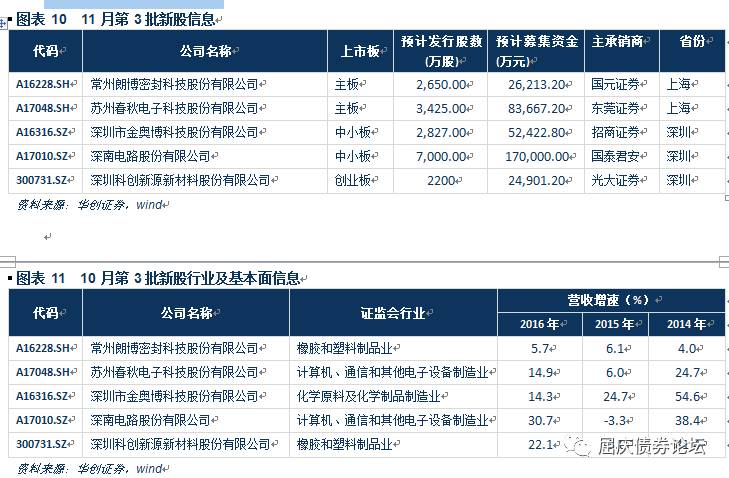 图表 10 11 月第 3 批新股信息
代码 公司名称 上市板 预计发行股数(万股) 预计募集资金(万元) 主承销商 省份
A16228.SH 常州朗博密封科技股份有限公司 主板 2,650.00 26,213.20 国元证券 上海
A17048.SH 苏州春秋电子科技股份有限公司 主板 3,425.00 83,667.20 东莞证券 上海
A16316.SZ 深圳市金奥博科技股份有限公司 中小板 2,827.00 52,422.80 招商证券 深圳
A17010.SZ 深南电路股份有限公司 中小板 7,000.00 170,000.00 国泰君安 深圳
300731.SZ 深圳科创新源新材料股份有限公司 创业板 2200 24,901.20 光大证券 深圳
资料来源：华创证券，wind
图表 11 10 月第 3 批新股行业及基本面信息
代码 公司名称 证监会行业 营收增速（%）
2016 年 2015 年 2014 年
A16228.SH 常州朗博密封科技股份有限公司 橡胶和塑料制品业 5.7 6.1 4.0
A17048.SH 苏州春秋电子科技股份有限公司 计算机、通信和其他电子设备制造业 14.9 6.0 24.7
A16316.SZ 深圳市金奥博科技股份有限公司 化学原料及化学制品制造业 14.3 24.7 54.6
A17010.SZ 深南电路股份有限公司 计算机、通信和其他电子设备制造业 30.7 -3.3 38.4
300731.SZ 深圳科创新源新材料股份有限公司 橡胶和塑料制品业 22.1
屈庆债券论坛
资料来源：华创证券，wind